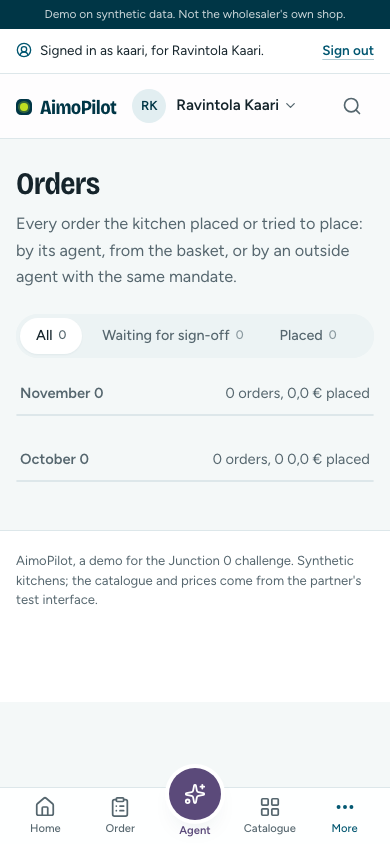 Demo on synthetic data. Not the wholesaler's own shop.
Signed in as kaari, for Ravintola Kaari. Sign out
AimoPilot RK Ravintola Kaari
Orders
Every order the kitchen placed or tried to place:
by its agent, from the basket, or by an outside
agent with the same mandate.
All 0 Waiting for sign-off 0 Placed 0
November 0 0 orders, 0,0 € placed
October 0 0 orders, 0 0,0 € placed
AimoPilot, a demo for the Junction 0 challenge. Synthetic
kitchens; the catalogue and prices come from the partner's
test interface.
Home Order Agent Catalogue More